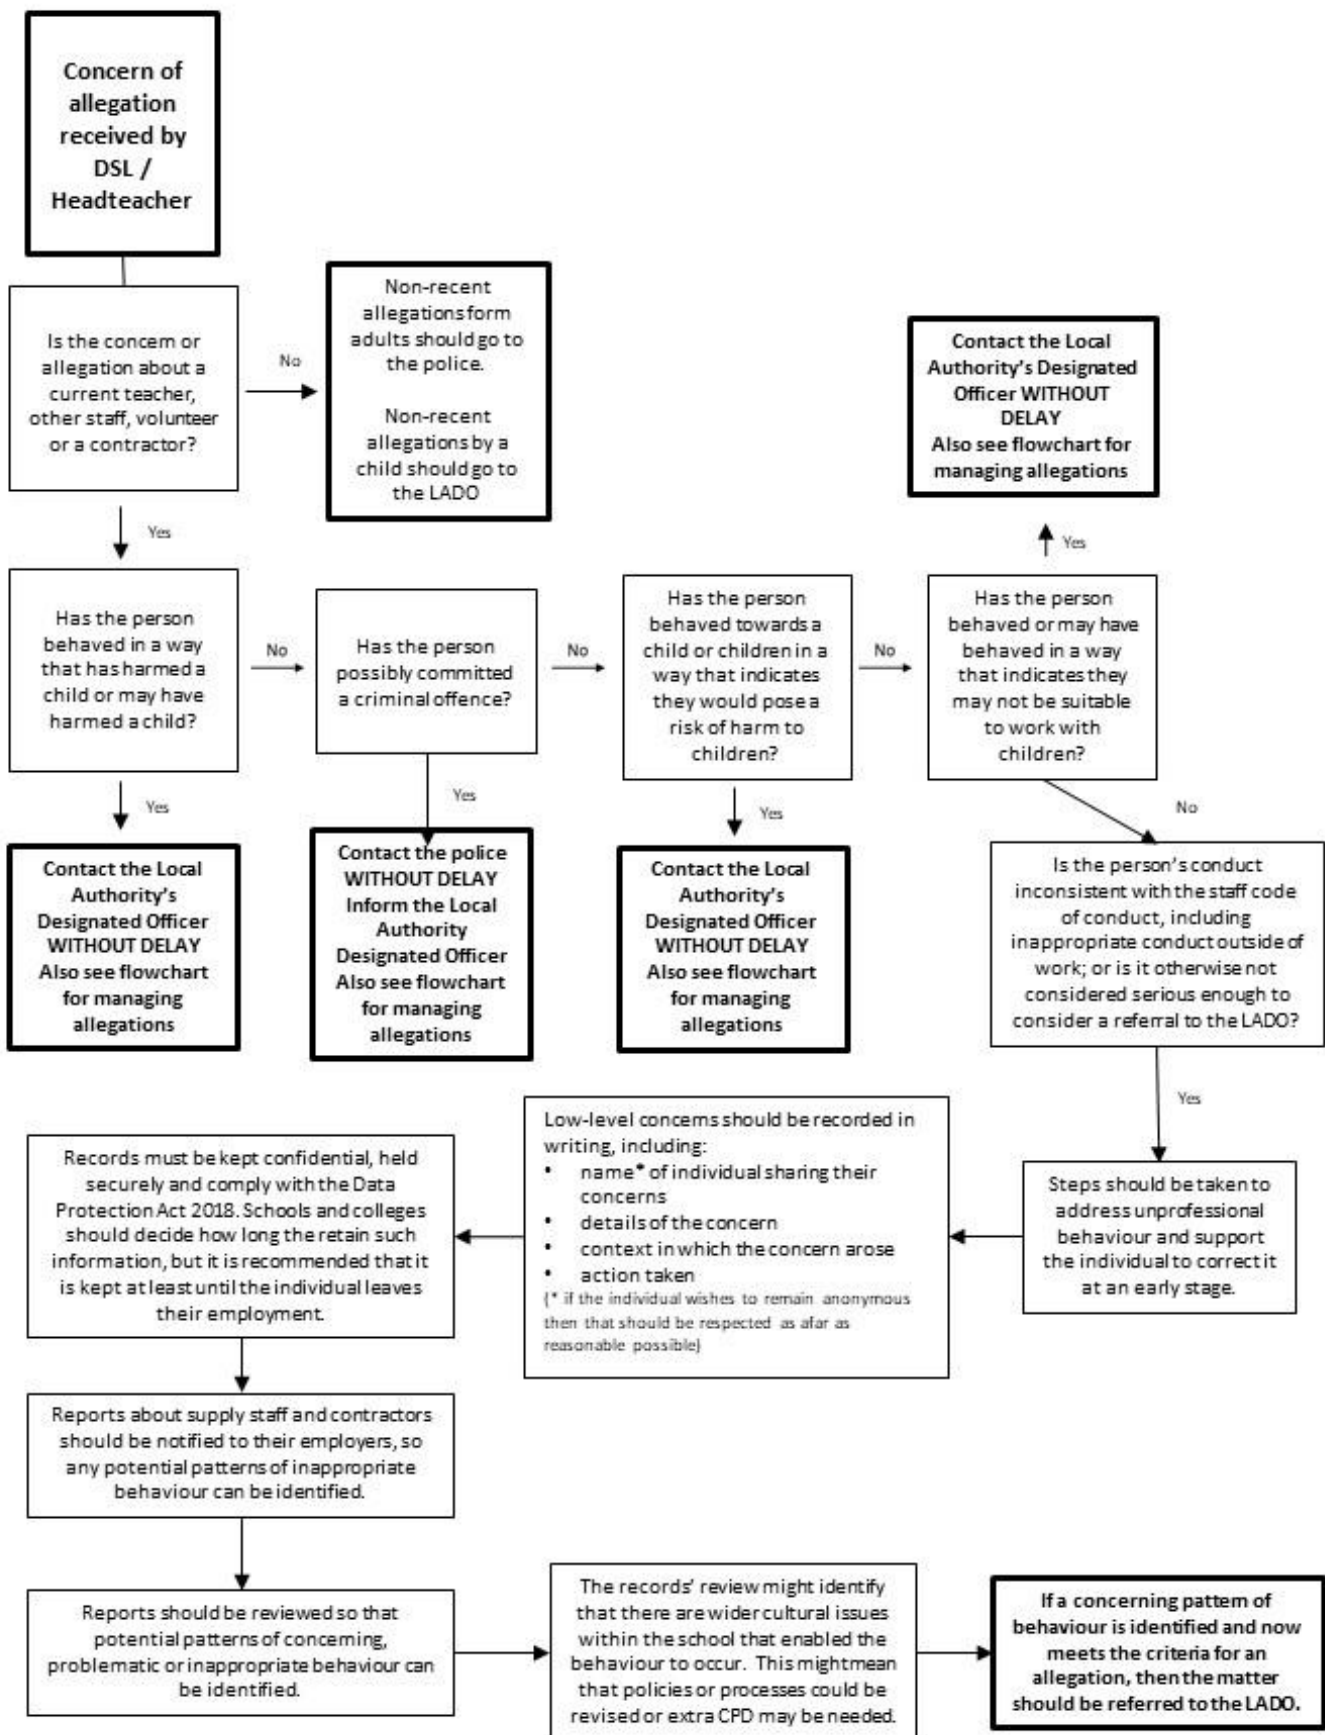 Concern of
allegation
received by
DSL /
Headteacher
Is the concern or
allegation about a
current teacher,
other staff, volunteer
or a contractor?
No
Non-recent
allegations form
adults should go to
the police.
Non-recent
allegations by a
child should go to
the LADO
Contact the Local
Authority's Designated
Officer WITHOUT
DELAY
Also see flowchart for
managing allegations
Yes
Yes
Has the person
behaved in a way
that has harmed a
child or may have
harmed a child?
No
Has the person
possibly committed
a criminal offence?
No
Has the person
behaved towards a
child or children in a
way that indicates
they would pose a
risk of harm to
children?
No
Has the person
behaved or may have
behaved in a way
that indicates they
may not be suitable
to work with
children?
Yes
Yes
Yes
No
Contact the Local
Authority's
Designated Officer
WITHOUT DELAY
Also see flowchart
for managing
allegations
Contact the police
WITHOUT DELAY
Inform the Local
Authority
Designated Officer
Also see flowchart
for managing
allegations
Contact the Local
Authority's
Designated Officer
WITHOUT DELAY
Also see flowchart
for managing
allegations
Is the person's conduct
inconsistent with the staff code
of conduct, including
inappropriate conduct outside of
work; or is it otherwise not
considered serious enough to
consider a referral to the LADO?
Yes
Steps should be taken to
address unprofessional
behaviour and support
the individual to correct it
at an early stage.
Low-level concerns should be recorded in
writing, including:
• name* of individual sharing their
concerns
• details of the concern
• context in which the concern arose
• action taken
(* if the individual wishes to remain anonymous
then that should be respected as afar as
reasonable possible)
Records must be kept confidential, held
securely and comply with the Data
Protection Act 2018. Schools and colleges
should decide how long the retain such
information, but it is recommended that it
is kept at least until the individual leaves
their employment.
Reports about supply staff and contractors
should be notified to their employers, so
any potential patterns of inappropriate
behaviour can be identified.
Reports should be reviewed so that
potential patterns of concerning,
problematic or inappropriate behaviour can
be identified.
The records' review might identify
that there are wider cultural issues
within the school that enabled the
behaviour to occur. This might mean
that policies or processes could be
revised or extra CPD may be needed.
If a concerning pattern of
behaviour is identified and now
meets the criteria for an
allegation, then the matter
should be referred to the LADO.